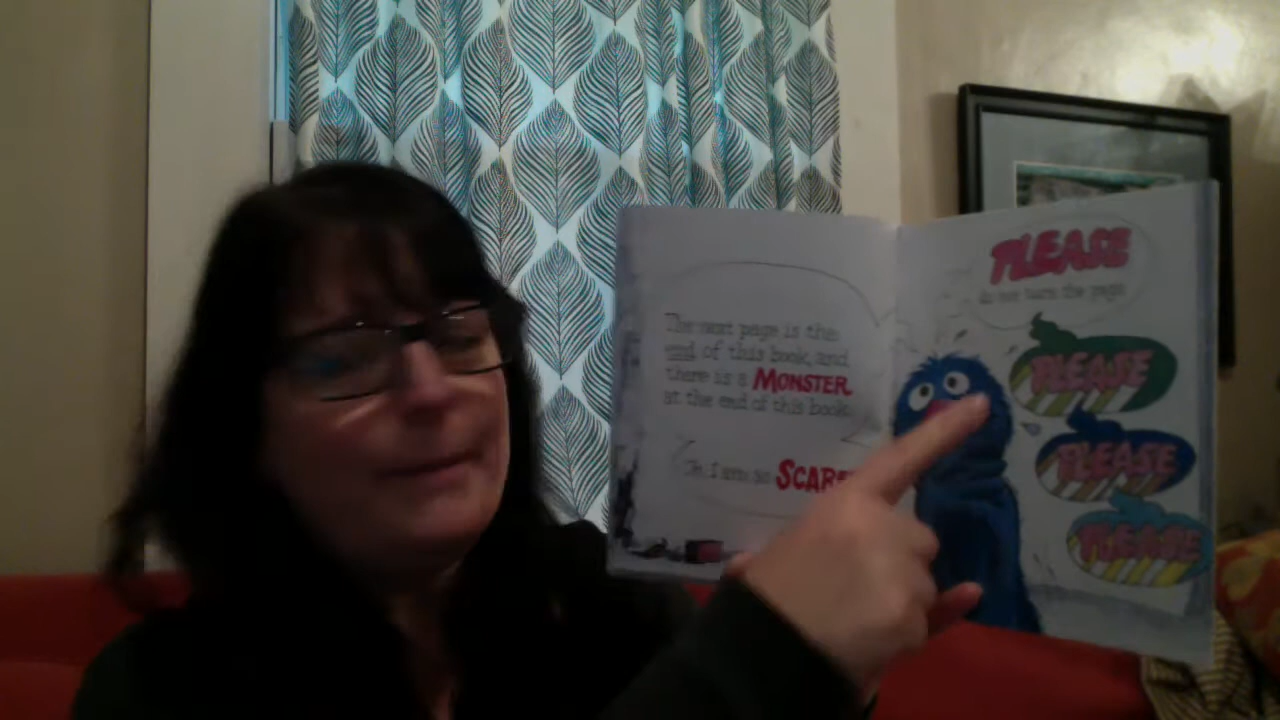 The next page is the
end of this book, and
there is a MONSTER
at the end of this book.
Oh, I am so SCARE
PLEASE
do not turn the page.
PLEASE
PLEASE
PLEASE